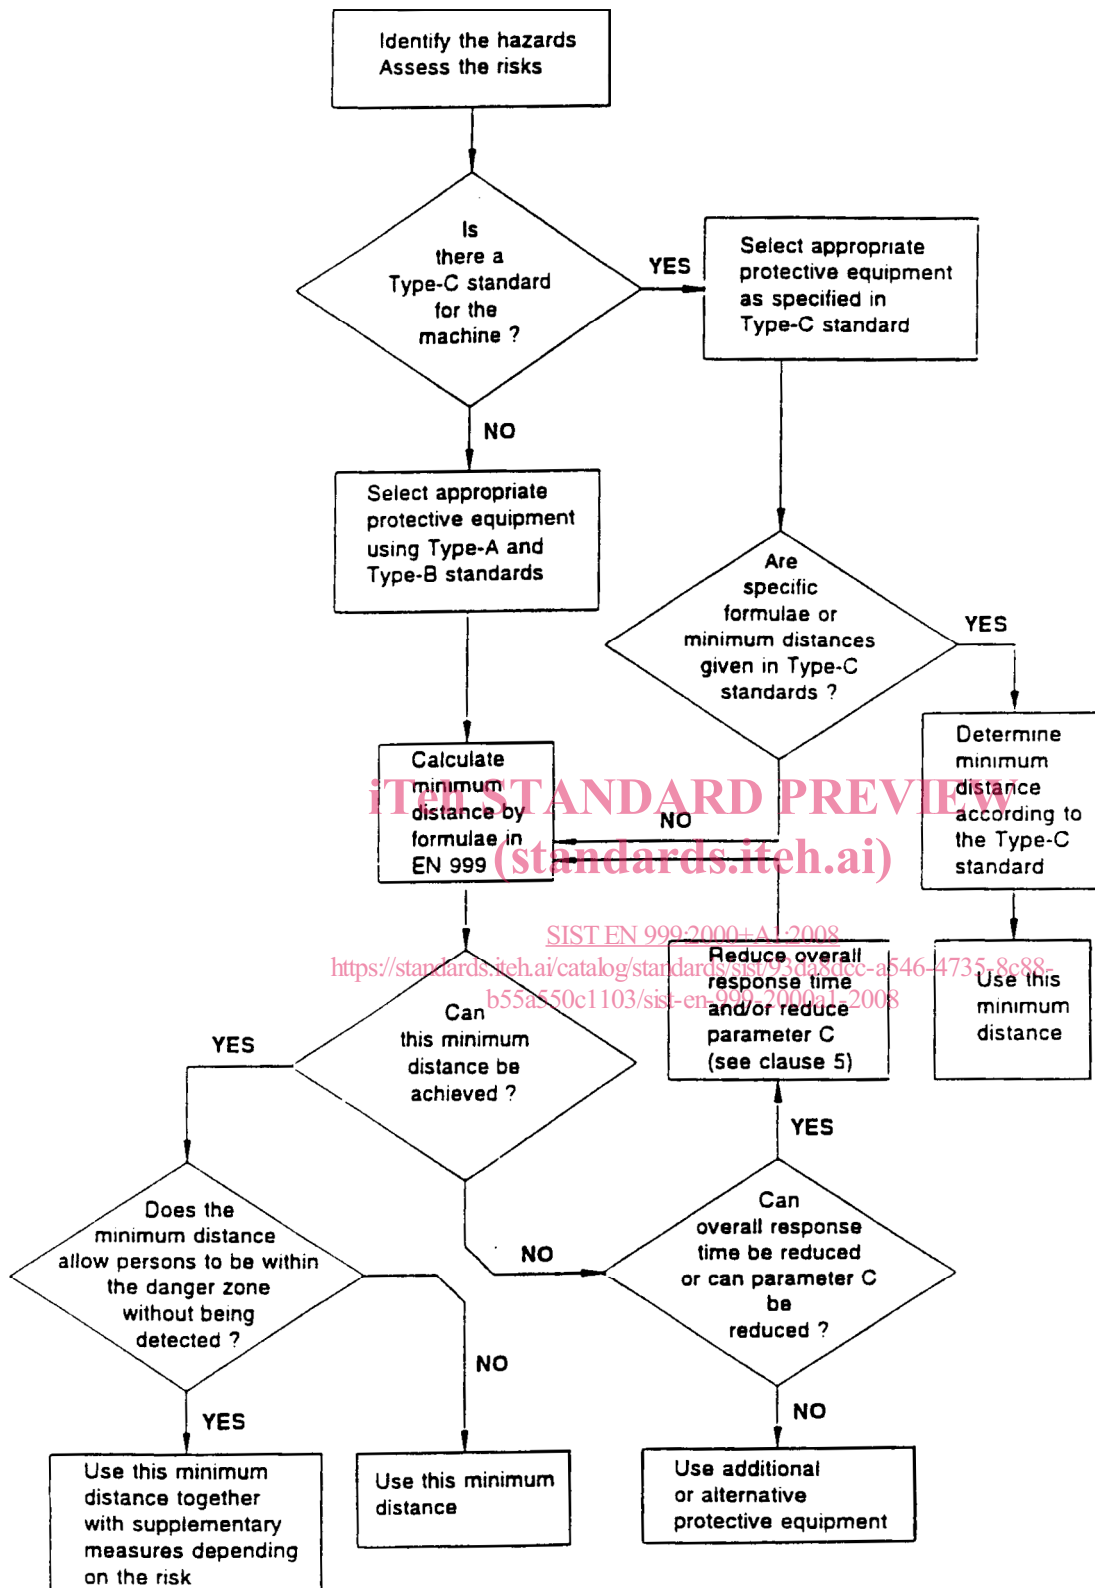 Identify the hazards
Assess the risks
Is
there a
Type-C standard
for the
machine ?
YES
Select appropriate
protective equipment
as specified in
Type-C standard
NO
Select appropriate
protective equipment
using Type-A and
Type-B standards
Are
specific
formulae or
minimum distances
given in Type-C
standards ?
YES
Determine
minimum
distance
according to
the Type-C
standard
Calculate
minimum
distance by
formulae in
EN 999
NO
iTeh STANDARD PREVIEW
(standards.iteh.ai)
SIST EN 999:2000+A1:2008
https://standards.iteh.ai/catalog/standards/sist/93da8dcc-a546-4735-8c88-
b55a550c1103/sist-en-999-2000a1-2008
Reduce overall
response time
and/or reduce
parameter C
(see clause 5)
Use this
minimum
distance
Can
this minimum
distance be
achieved ?
YES
YES
Does the
minimum distance
allow persons to be within
the danger zone
without being
detected ?
NO
Can
overall response
time be reduced
or can parameter C
be
reduced ?
NO
YES
NO
Use this minimum
distance together
with supplementary
measures depending
on the risk
Use this minimum
distance
Use additional
or alternative
protective equipment